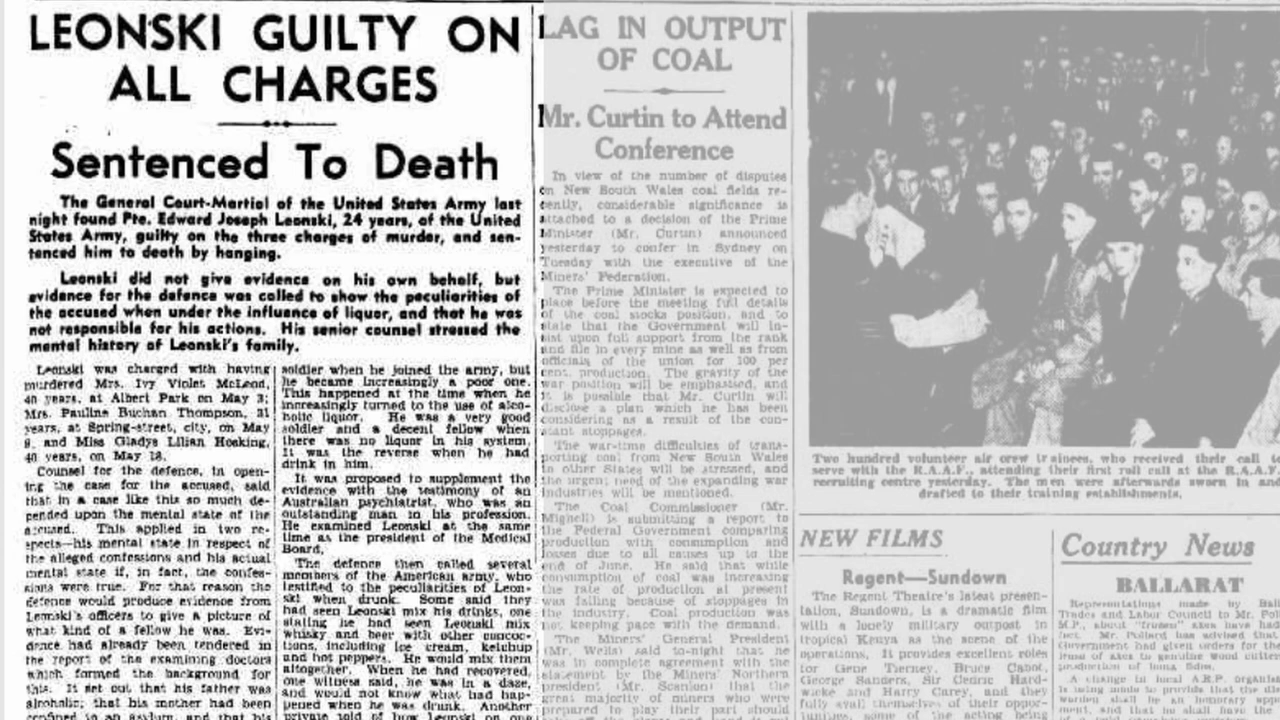 LEONSKI GUILTY ON
ALL CHARGES
Sentenced To Death
The General Court-Martial of the United States Army last
night found Pte. Edward Joseph Leonski, 24 years, of the United
States Army, guilty on the three charges of murder, and sen-
tenced him to death by hanging.
Leonski did not give evidence on his own behalf, but
evidence for the defence was called to show the peculiarities of
the accused when under the influence of liquor, and that he was
not responsible for his actions. His senior counsel stressed the
mental history of Leonski's family.
Leonski was charged with having
murdered Mrs. Ivy Violet McLeod,
40 years, at Albert Park on May 3;
Mrs. Pauline Buchan Thompson, 31
years, at Spring-street, city, on May
9, and Miss Gladys Lilian Hosking,
40 years, on May 18.
Counsel for the defence, in open-
ing the case for the accused, said
that in a case like this so much de-
pended upon the mental state of the
accused. This applied in two re-
spects—his mental state in respect of
the alleged confessions and his actual
mental state if, in fact, the confes-
sions were true. For that reason the
defence would produce evidence from
Leonski's officers to give a picture of
what kind of a fellow he was. Evi-
dence had already been tendered in
the report of the examining doctors
which formed the background for
this. It set out that his father was
alcoholic; that his mother had been
confined to an asylum, and that his
soldier when he joined the army, but
he became increasingly a poor one.
This happened at the time when he
increasingly turned to the use of alco-
holic liquor. He was a very good
soldier and a decent fellow when
there was no liquor in his system.
It was the reverse when he had
drink in him.
It was proposed to supplement the
evidence with the testimony of an
Australian psychiatrist, who was an
outstanding man in his profession.
He examined Leonski at the same
time as the president of the Medical
Board.
The defence then called several
members of the American army, who
testified to the peculiarities of Leon-
ski when drunk. Some said they
had seen Leonski mix his drinks, one
stating he had seen Leonski mix
whisky and beer with other concoc-
tions, including ice cream, ketchup
and hot peppers. He would mix them
altogether. When he had recovered,
one witness said, he was in a daze,
and would not know what had hap-
pened when he was drunk. Another
private told of how Leonski on one
LAG IN OUTPUT
OF COAL
Mr. Curtin to Attend
Conference
In view of the number of disputes
on New South Wales coal fields re-
cently, considerable significance is
attached to a decision of the Prime
Minister (Mr. Curtin) announced
yesterday to confer in Sydney on
Tuesday with the executive of the
Miners' Federation.
The Prime Minister is expected to
place before the meeting full details
of the coal stocks position, and to
state that the Government will in-
sist upon full support from the rank
and file in every mine as well as from
officials of the union for 100 per
cent. production. The gravity of the
war position will be emphasised, and
it is possible that Mr. Curtin will
disclose a plan which he has been
considering as a result of the con-
stant stoppages.
The war-time difficulties of trans-
porting coal from New South Wales
to other States will be stressed, and
the urgent need of the expanding war
industries will be mentioned.
The Coal Commissioner (Mr.
Mighell) is submitting a report to
the Federal Government comparing
production with consumption and
losses due to all causes up to the
end of June. He said that while
consumption of coal was increasing
the rate of production at present
was falling because of stoppages in
the industry. Coal production was
not keeping pace with the demand.
The Miners' General President
(Mr. Wells) said to-night that he
was in complete agreement with the
statement by the Miners' Northern
president (Mr. Scanlon) that the
great majority of miners who were
prepared to play their part should
Two hundred volunteer air crew trainees, who received their call to
serve with the R.A.A.F., attending their first roll call at the R.A.A.F.
recruiting centre yesterday. The men were afterwards sworn in and
drafted to their training establishments.
NEW FILMS
Regent—Sundown
The Regent Theatre's latest presen-
tation, Sundown, is a dramatic film
with a lonely military outpost in
tropical Kenya as the scene of the
operations. It provides excellent roles
for Gene Tierney, Bruce Cabot,
George Sanders, Sir Cedric Hard-
wicke and Harry Carey, and they
fully avail themselves of their oppor-
tunities, some of the acting being
Country News
BALLARAT
Representations made by Ball
Trades and Labor Council to Mr. Pol
M.P., about
Mr. Pollard has advised that
Government had given orders for the
A change in local A.R.P. organisa
is being made to provide that the